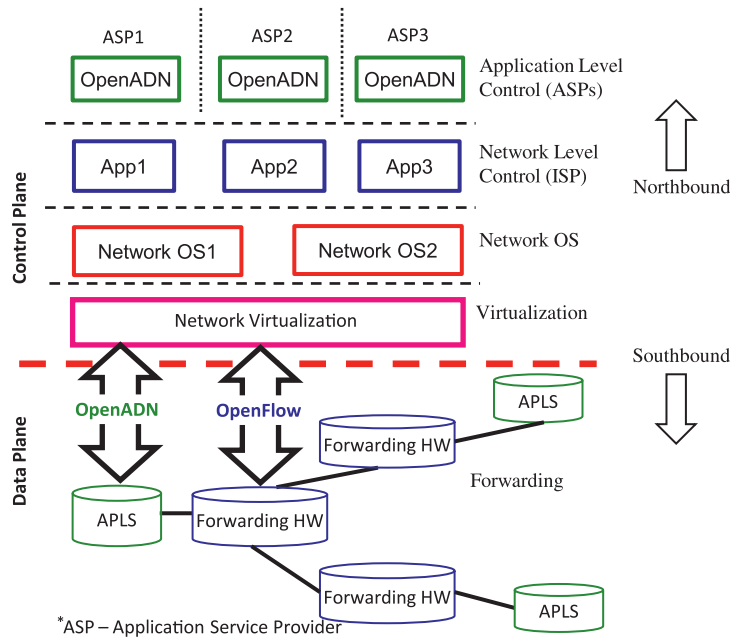 ASP1
ASP2
ASP3
OpenADN
OpenADN
OpenADN
Application Level
Control (ASPs)
App1
App2
App3
Network Level
Control (ISP)
Northbound
Control Plane
Network OS1
Network OS2
Network OS
Network Virtualization
Virtualization
Southbound
OpenADN
OpenFlow
APLS
Forwarding HW
Data Plane
Forwarding
APLS
Forwarding HW
Forwarding HW
APLS
*ASP – Application Service Provider